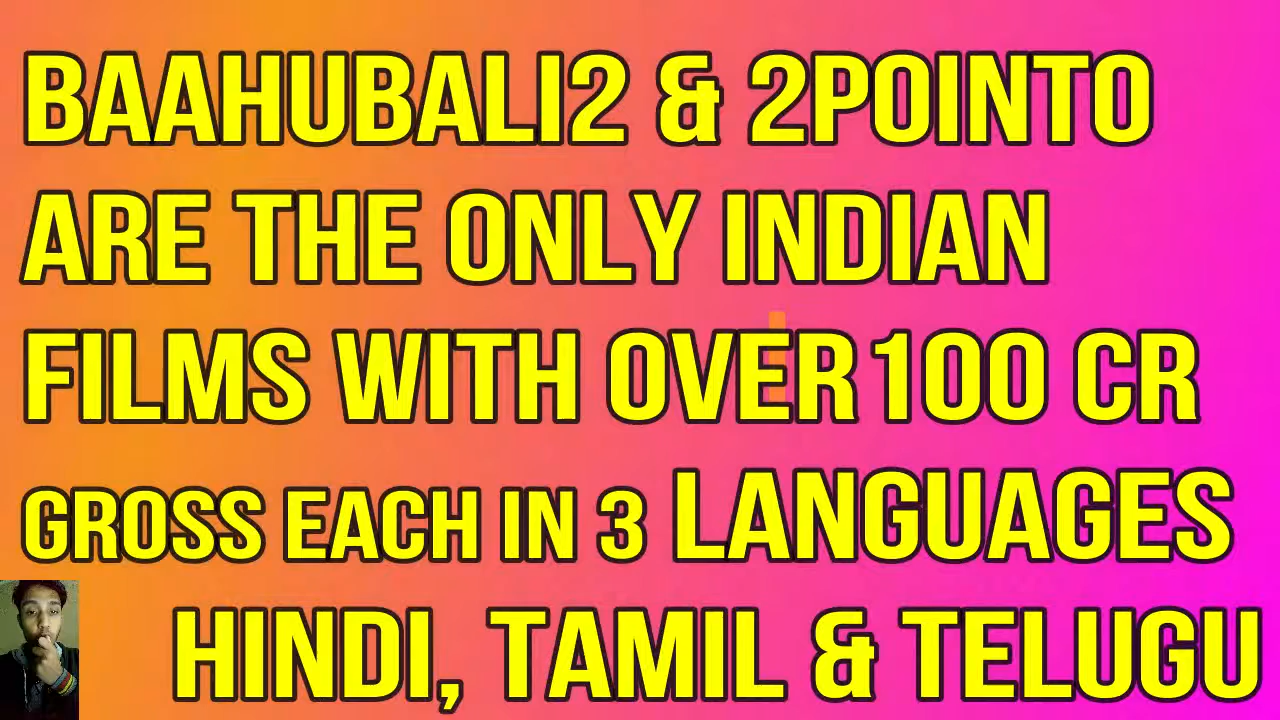 BAAHUBALI2 & 2POINTO
ARE THE ONLY INDIAN
FILMS WITH OVER 100 CR
GROSS EACH IN 3 LANGUAGES
HINDI, TAMIL & TELUGU